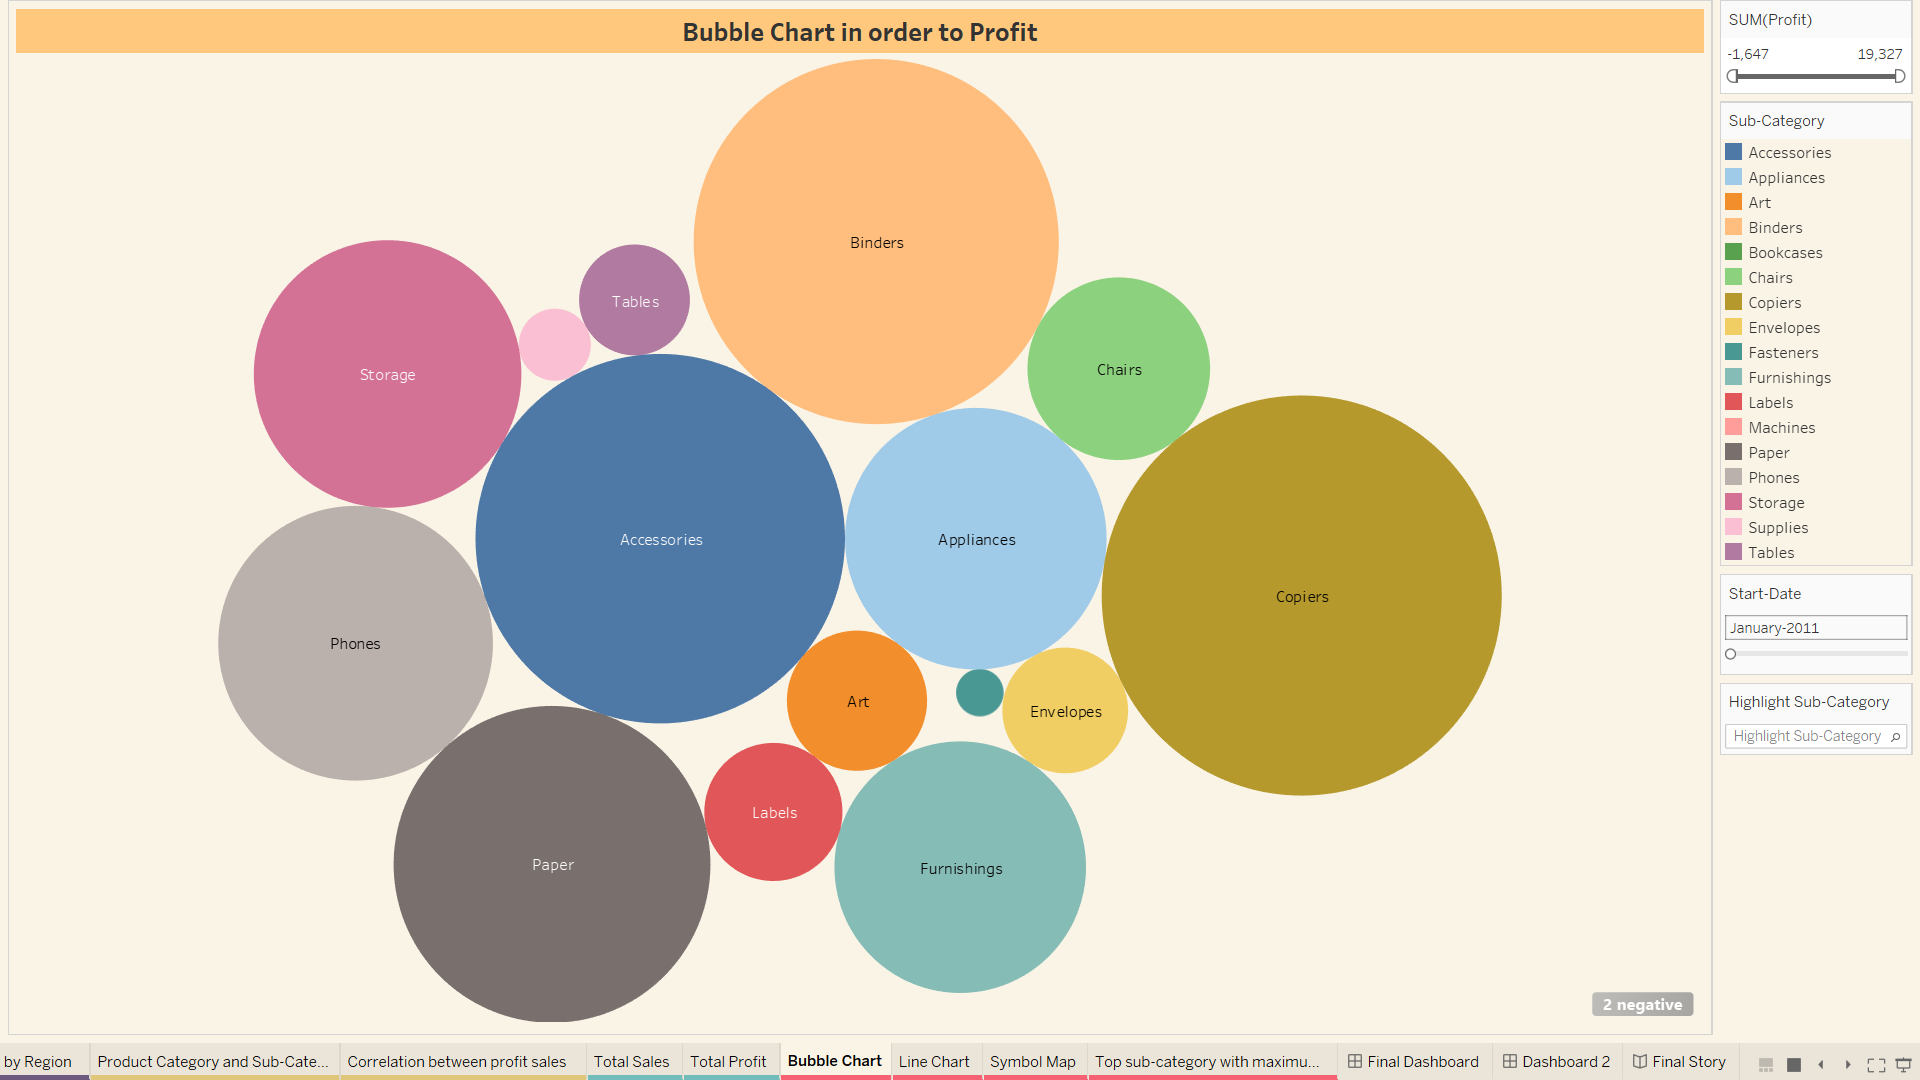 Bubble Chart in order to Profit
Binders
Tables
Storage
Chairs
Accessories
Appliances
Copiers
Phones
Art
Envelopes
Labels
Paper
Furnishings
2 negative
SUM(Profit)
-1,647 19,327
Sub-Category
Accessories
Appliances
Art
Binders
Bookcases
Chairs
Copiers
Envelopes
Fasteners
Furnishings
Labels
Machines
Paper
Phones
Storage
Supplies
Tables
Start-Date
January-2011
Highlight Sub-Category
Highlight Sub-Category
by Region Product Category and Sub-Cate... Correlation between profit sales Total Sales Total Profit Bubble Chart Line Chart Symbol Map Top sub-category with maximu... Final Dashboard Dashboard 2 Final Story